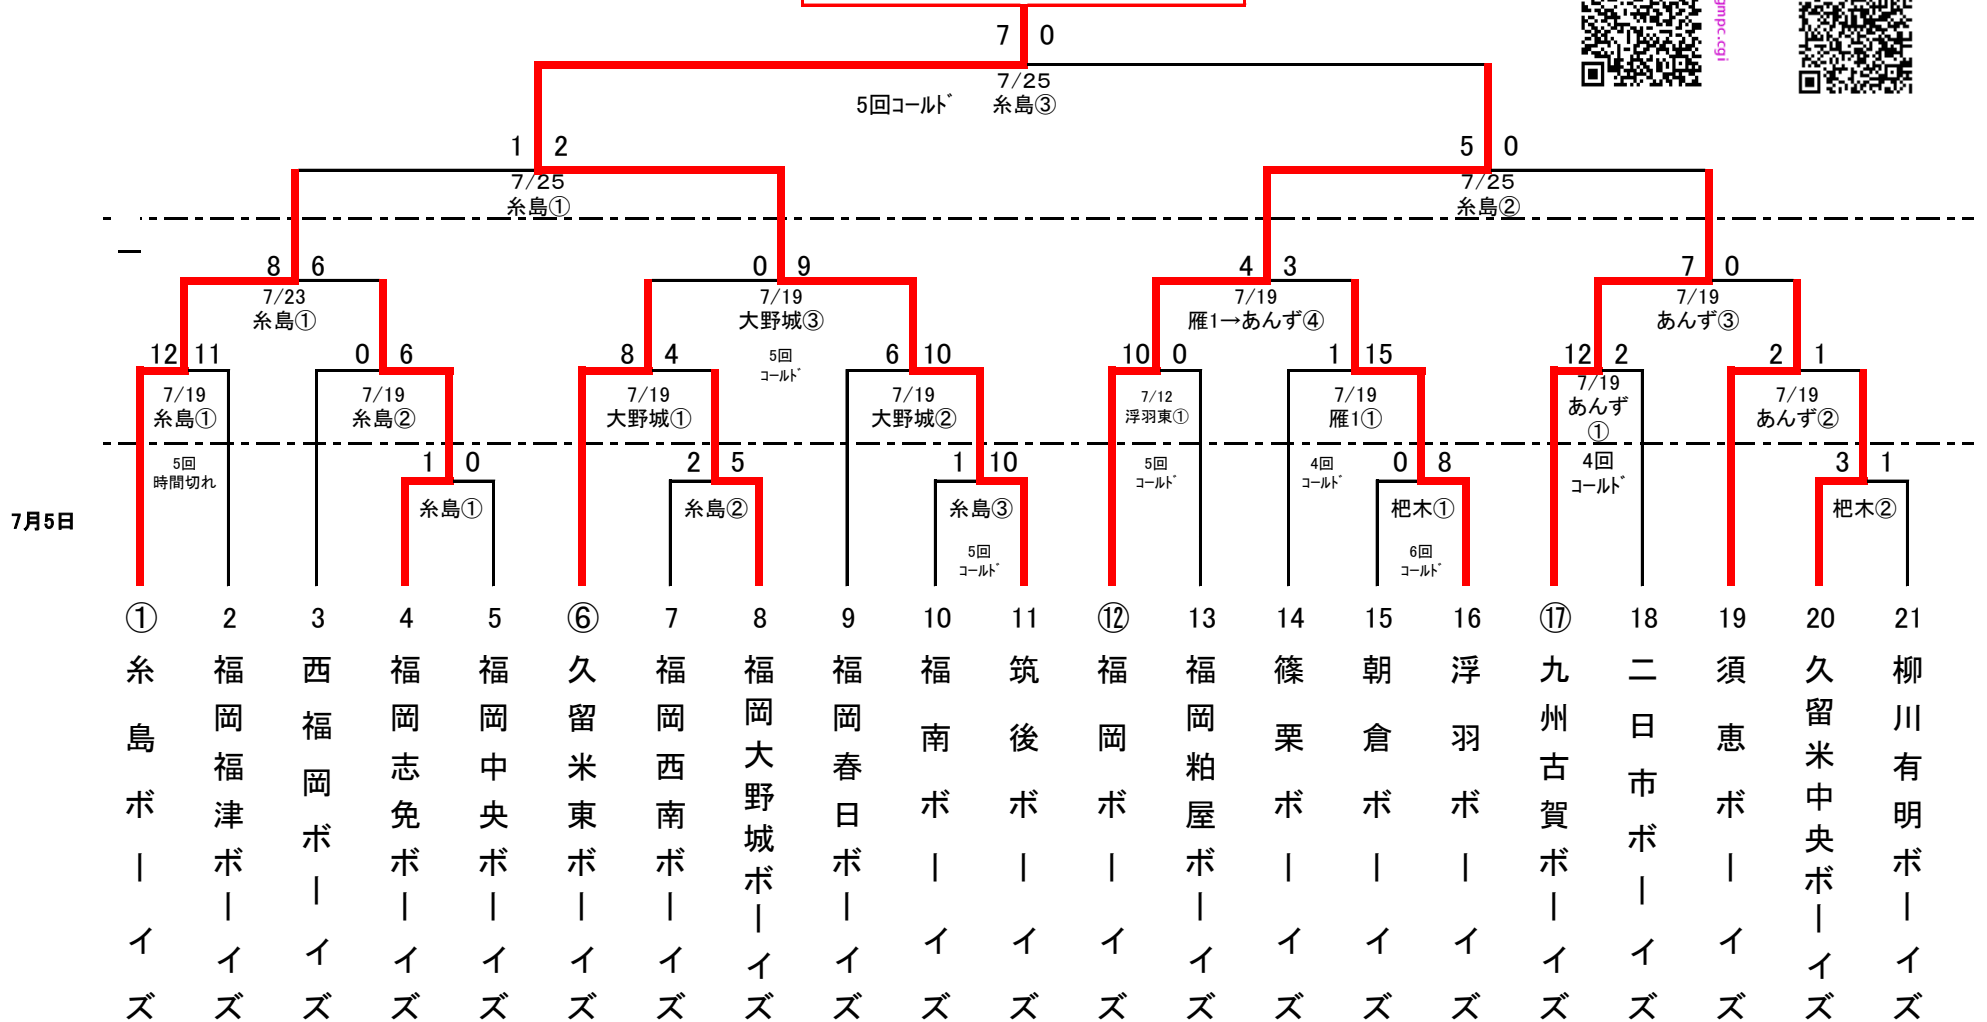 gmpc.cgi
7 0
7/25
5回コールド 糸島③
1 2
5 0
7/25
糸島①
7/25
糸島②
8 6
0 9
4 3
7 0
7/23
糸島①
7/19
大野城③
7/19
雁1→あんず④
7/19
あんず③
12 11
0 6
8 4
5回
コールド
6 10
10 0
1 15
12 2
2 1
7/19
糸島①
7/19
糸島②
7/19
大野城①
7/19
大野城②
7/12
浮羽東①
7/19
雁1①
7/19
あんず
①
7/19
あんず②
5回
時間切れ
1 0
2 5
1 10
5回
コールド
4回
コールド
0 8
4回
コールド
3 1
7月5日
糸島①
糸島②
糸島③
杷木①
杷木②
5回
コールド
6回
コールド
① 2 3 4 5 ⑥ 7 8 9 10 11 ⑫ 13 14 15 16 ⑰ 18 19 20 21
糸島ボーイズ
福岡福津ボーイズ
西福岡ボーイズ
福岡志免ボーイズ
福岡中央ボーイズ
久留米東ボーイズ
福岡西南ボーイズ
福岡大野城ボーイズ
福岡春日ボーイズ
福南ボーイズ
筑後ボーイズ
福岡ボーイズ
福岡粕屋ボーイズ
篠栗ボーイズ
朝倉ボーイズ
浮羽ボーイズ
九州古賀ボーイズ
二日市ボーイズ
須恵ボーイズ
久留米中央ボーイズ
柳川有明ボーイズ